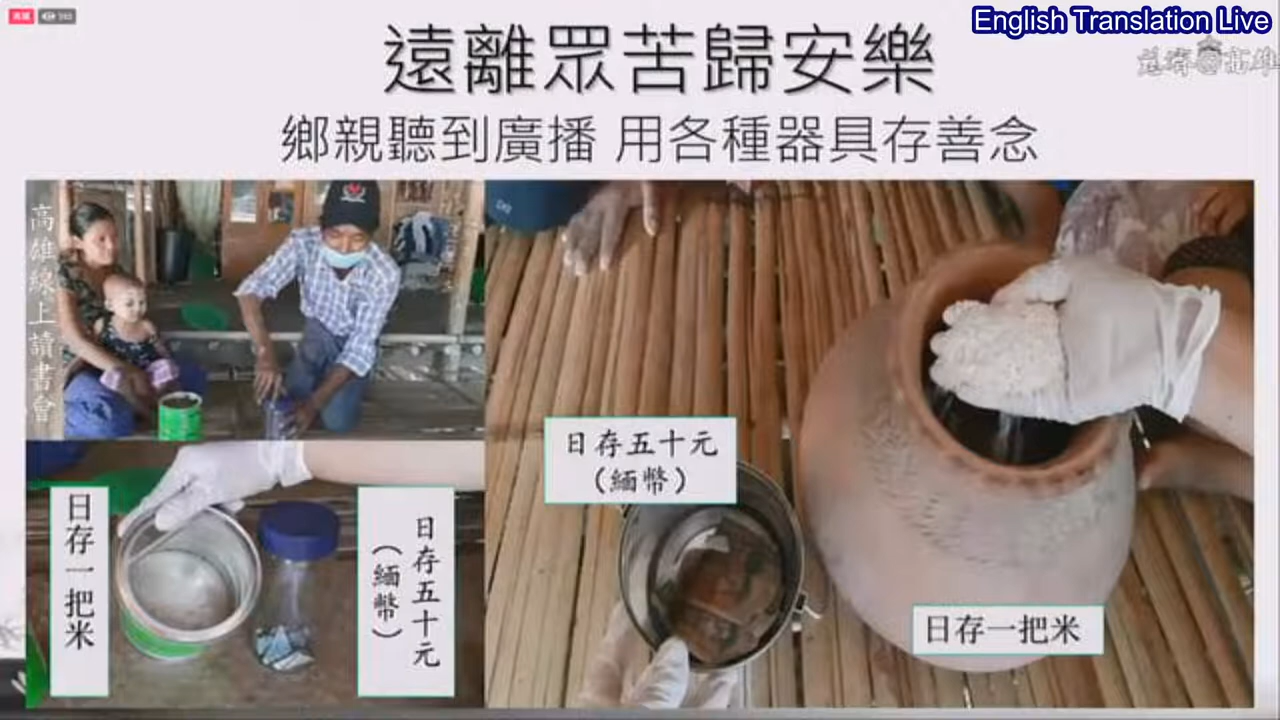 English Translation Live
遠離眾苦歸安樂
鄉親聽到廣播 用各種器具存善念
高雄線上讀書會
日存五十元
（緬幣）
日存一把米
日存五十元
（緬幣）
日存一把米